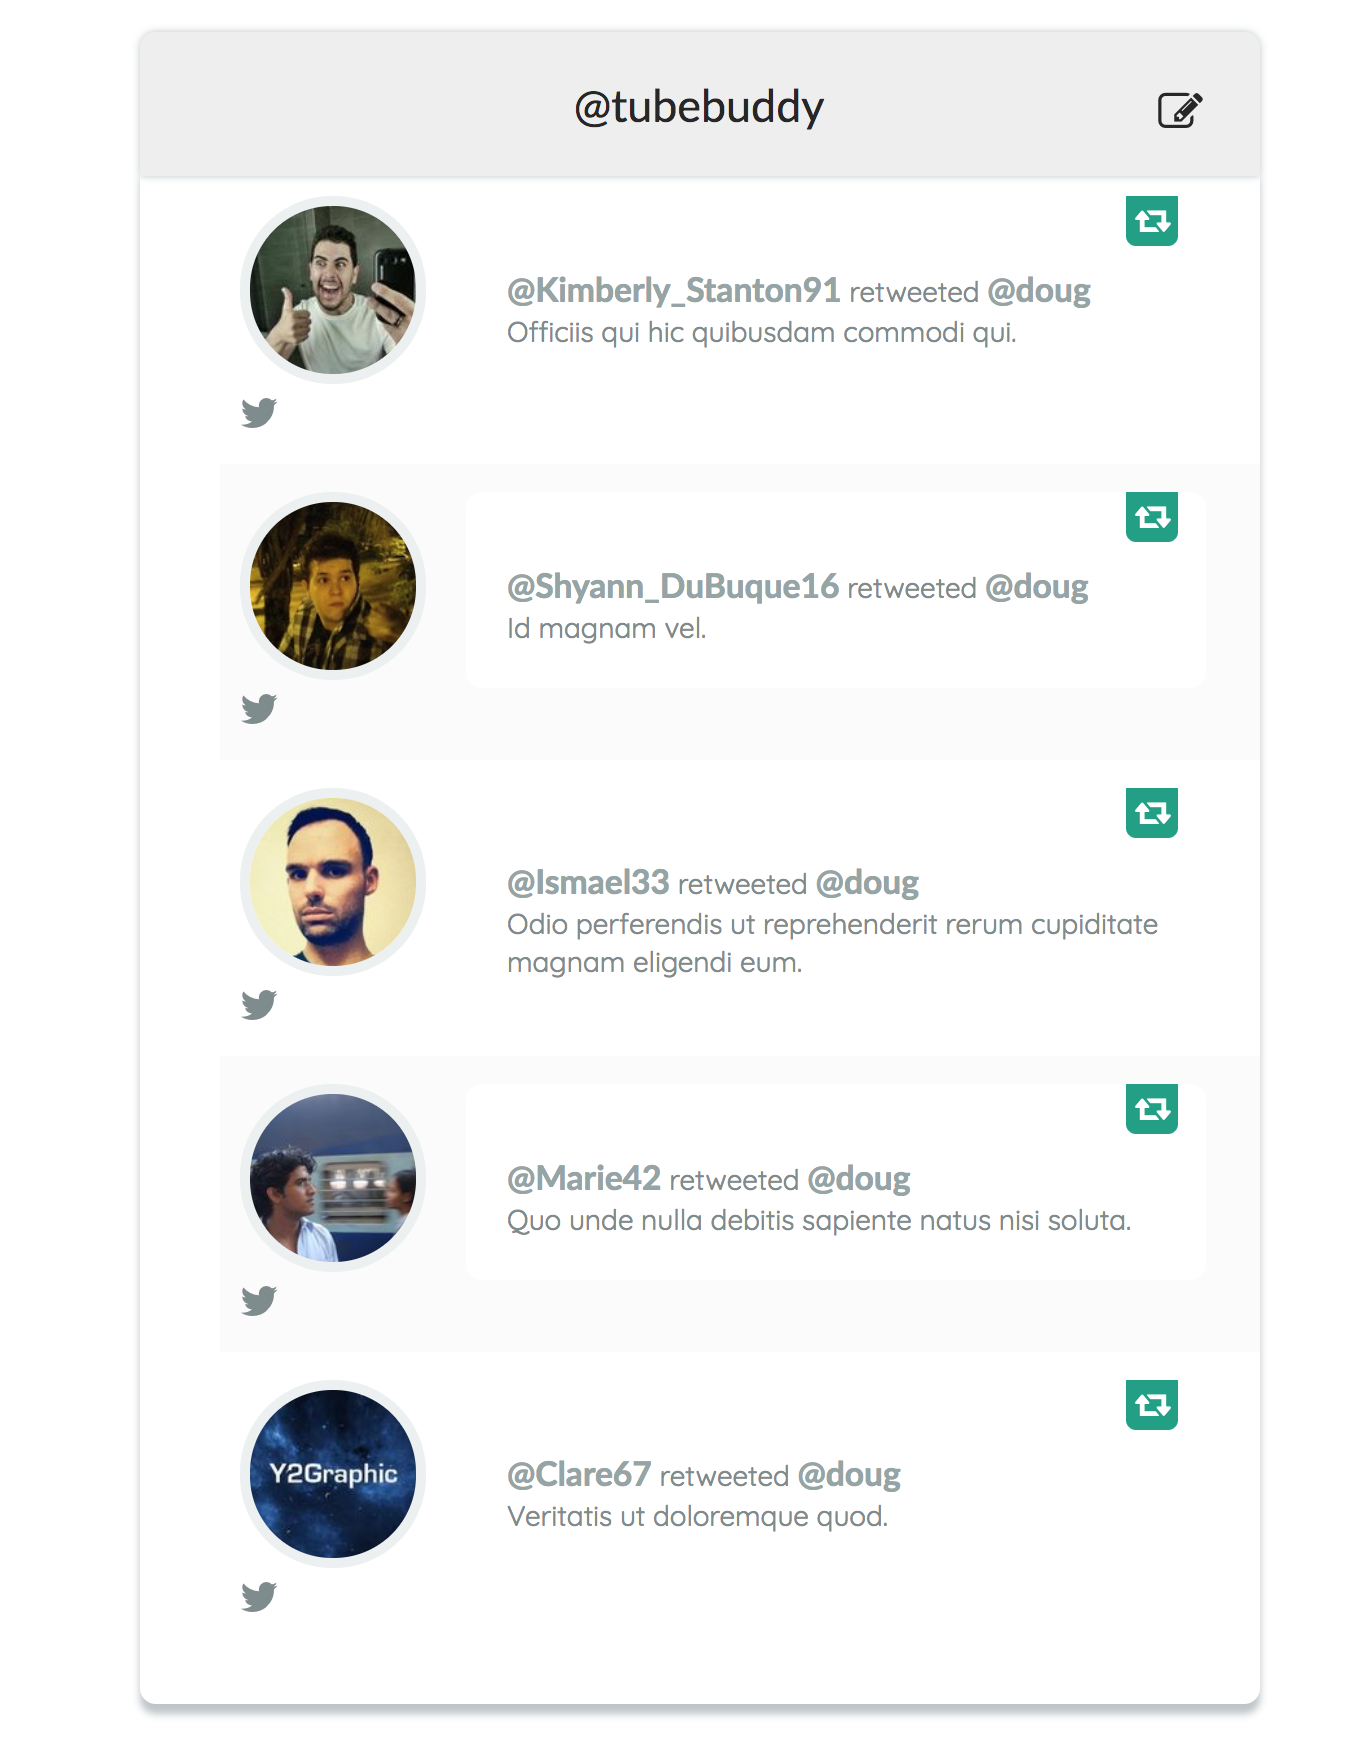 @tubebuddy
@Kimberly_Stanton91 retweeted @doug
Officiis qui hic quibusdam commodi qui.
@Shyann_DuBuque16 retweeted @doug
Id magnam vel.
@Ismael33 retweeted @doug
Odio perferendis ut reprehenderit rerum cupiditate
magnam eligendi eum.
@Marie42 retweeted @doug
Quo unde nulla debitis sapiente natus nisi soluta.
Y2Graphic
@Clare67 retweeted @doug
Veritatis ut doloremque quod.